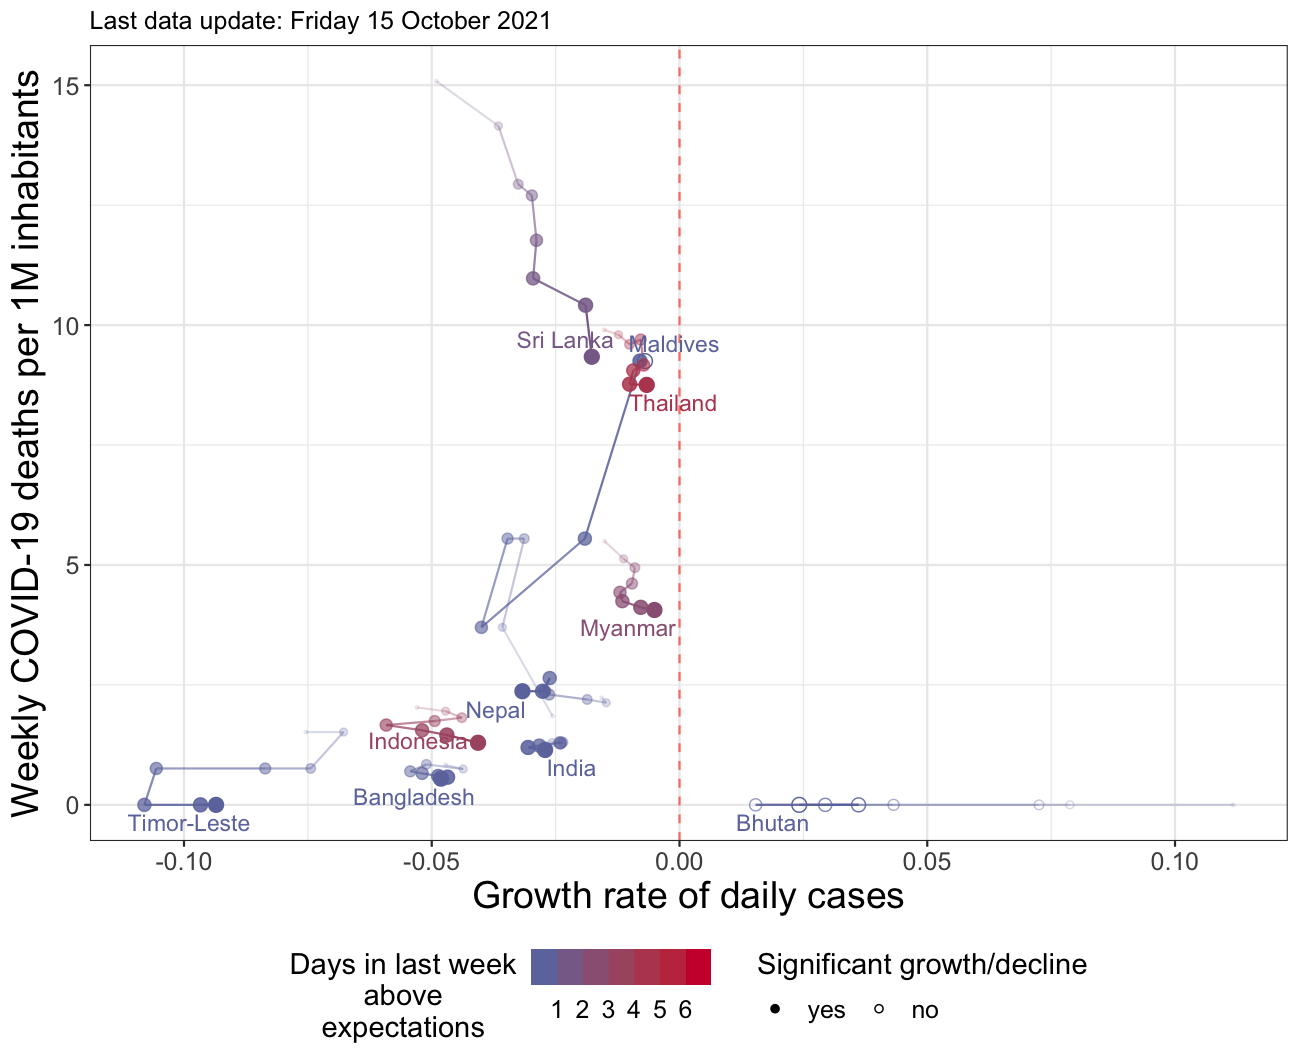 Last data update: Friday 15 October 2021
Weekly COVID-19 deaths per 1M inhabitants
15
10
5
0
Sri Lanka
Maldives
Thailand
Myanmar
Nepal
Indonesia
India
Bangladesh
Timor-Leste
Bhutan
-0.10
-0.05
0.00
0.05
0.10
Growth rate of daily cases
Days in last week
above
expectations
1 2 3 4 5 6
Significant growth/decline
yes no